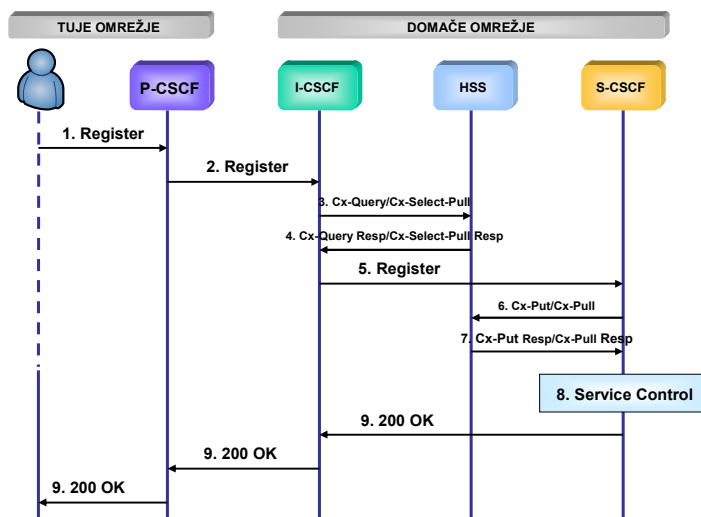 TUJE OMREŽJE
DOMAČE OMREŽJE
P-CSCF
I-CSCF
HSS
S-CSCF
1. Register
2. Register
3. Cx-Query/Cx-Select-Pull
4. Cx-Query Resp/Cx-Select-Pull Resp
5. Register
6. Cx-Put/Cx-Pull
7. Cx-Put Resp/Cx-Pull Resp
8. Service Control
9. 200 OK
9. 200 OK
9. 200 OK